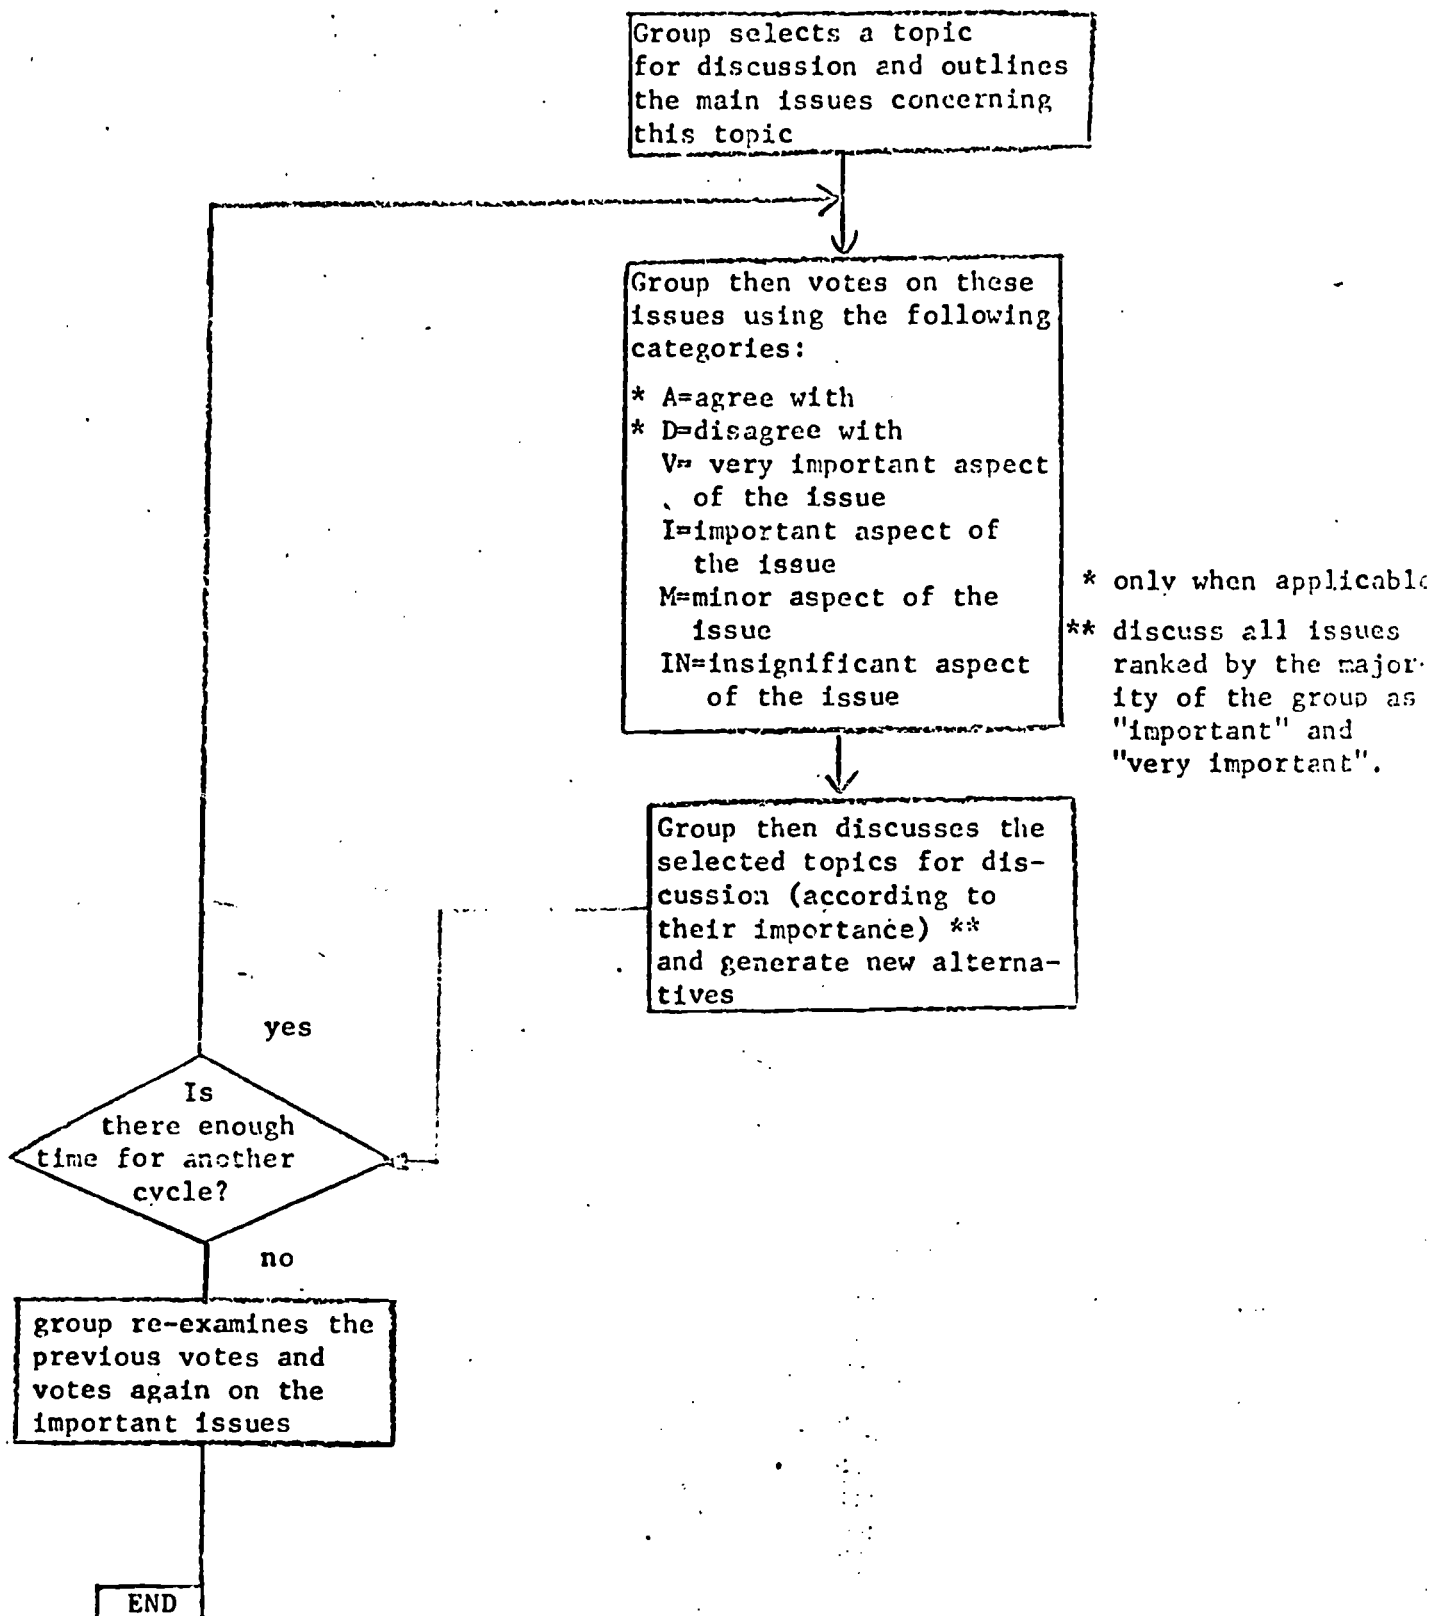 Group selects a topic
for discussion and outlines
the main issues concerning
this topic
Group then votes on these
issues using the following
categories:
* A=agree with
* D=disagree with
V= very important aspect
of the issue
I=important aspect of
the issue
M=minor aspect of the
issue
IN=insignificant aspect
of the issue
* only when applicable
** discuss all issues
ranked by the major-
ity of the group as
"important" and
"very important".
Group then discusses the
selected topics for dis-
cussion (according to
their importance) **
and generate new alterna-
tives
yes
Is
there enough
time for another
cycle?
no
group re-examines the
previous votes and
votes again on the
important issues
END